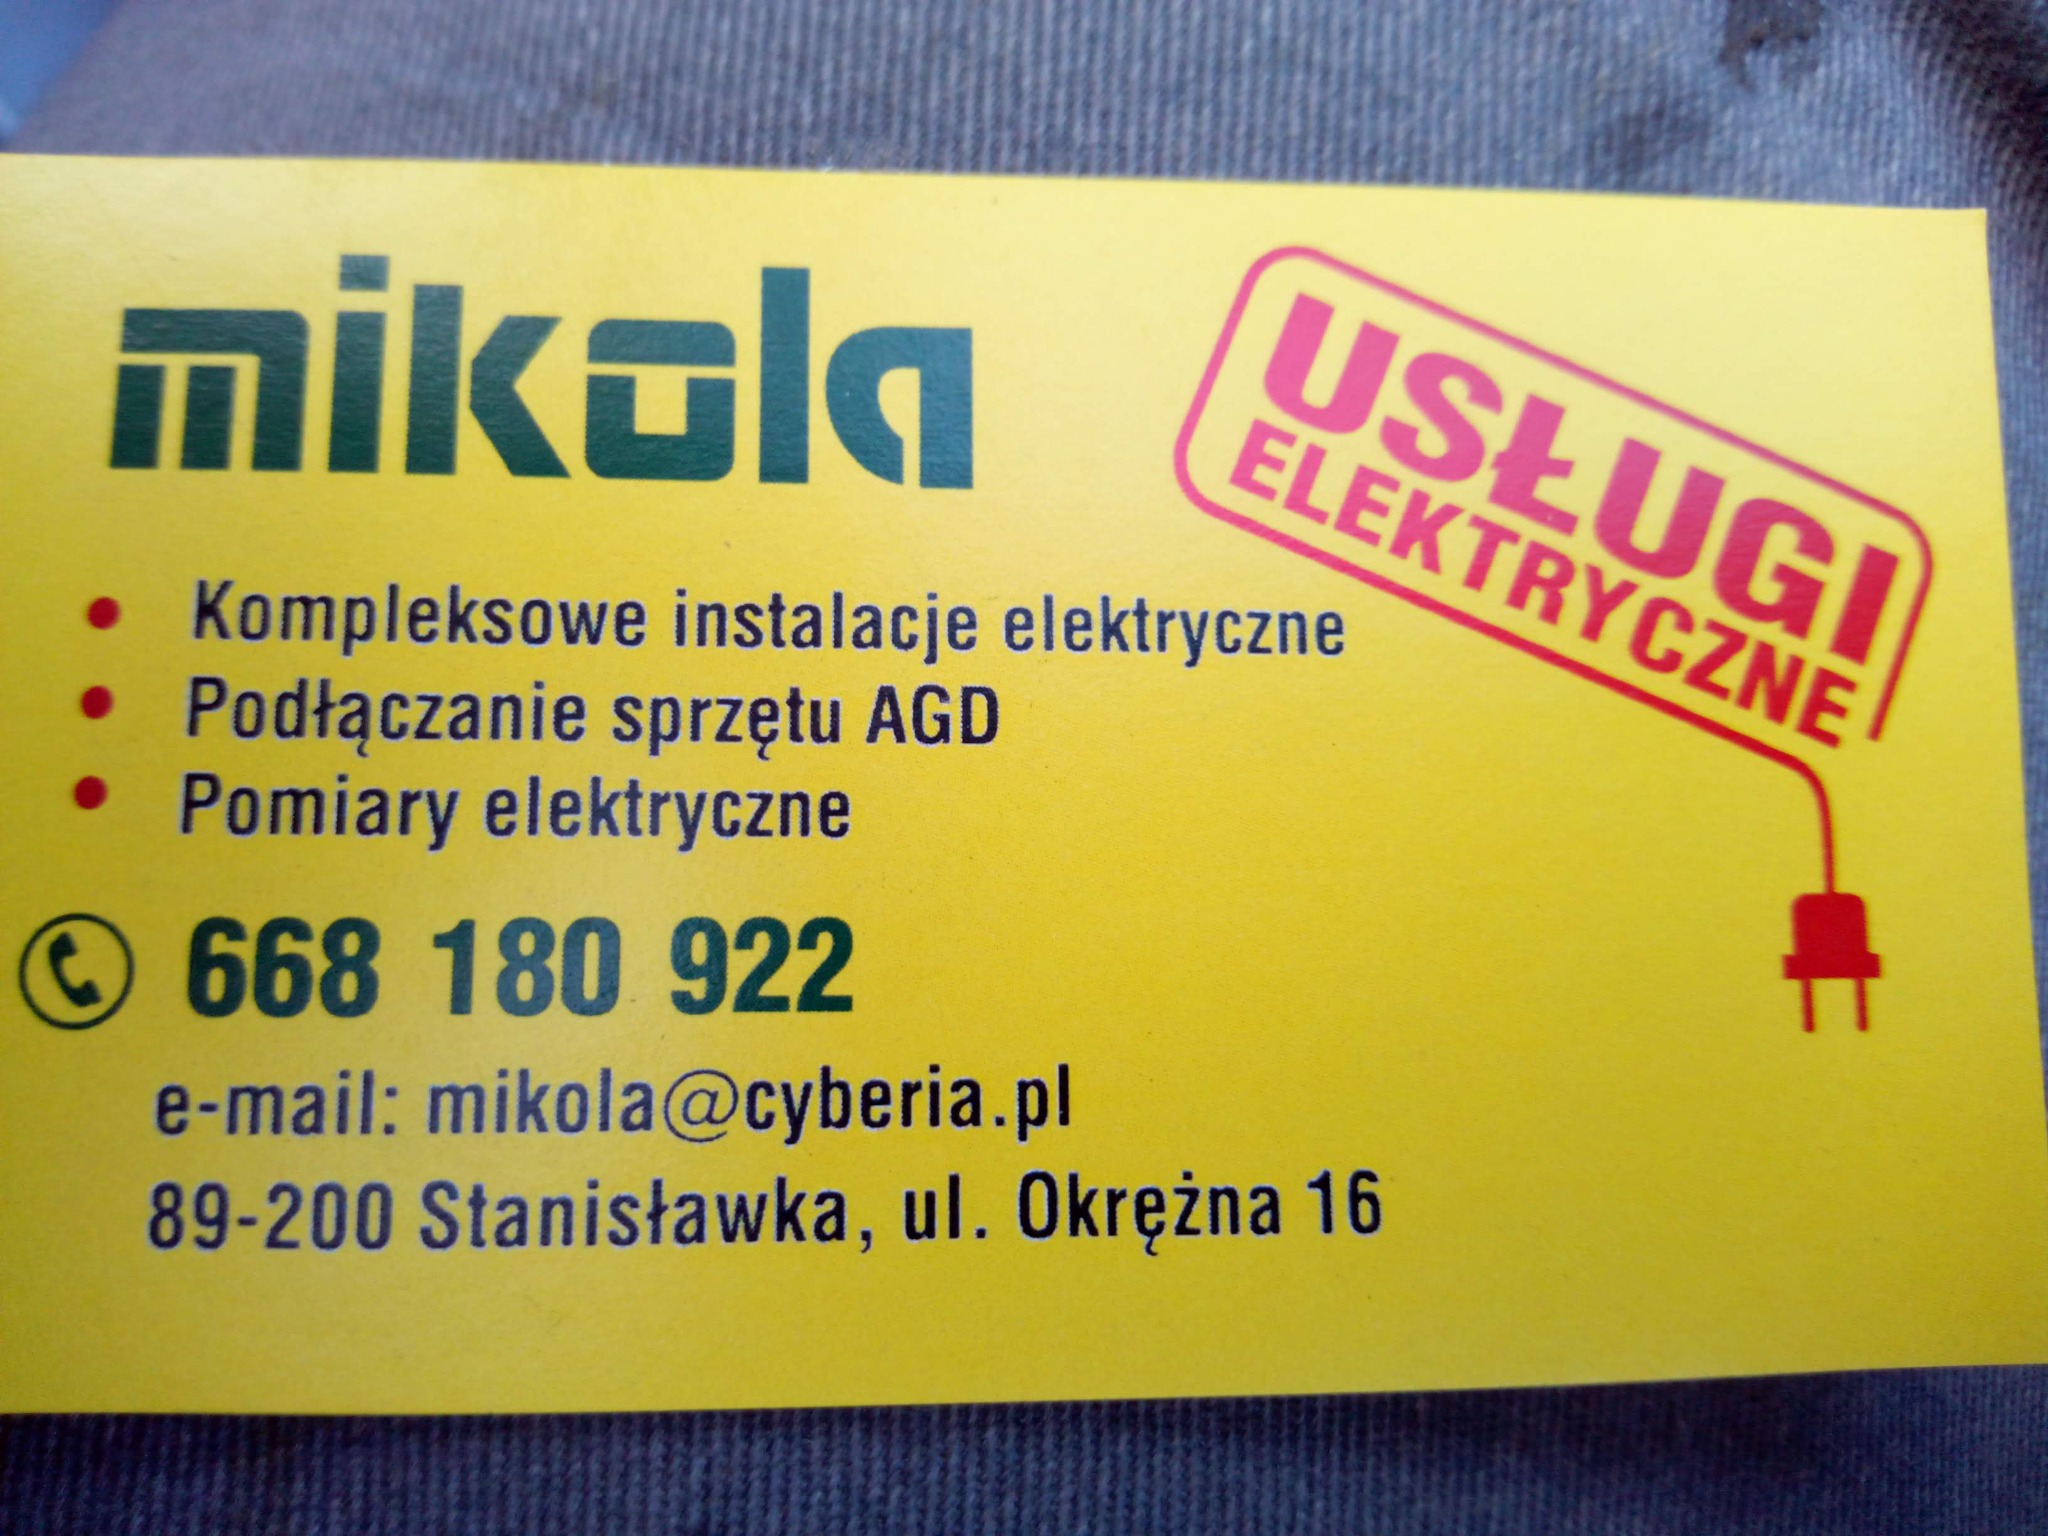 mikola
USŁUGI
ELEKTRYCZNE
• Kompleksowe instalacje elektryczne
• Podłączanie sprzętu AGD
• Pomiary elektryczne
668 180 922
e-mail: mikola@cyberia.pl
89-200 Stanisławka, ul. Okrężna 16